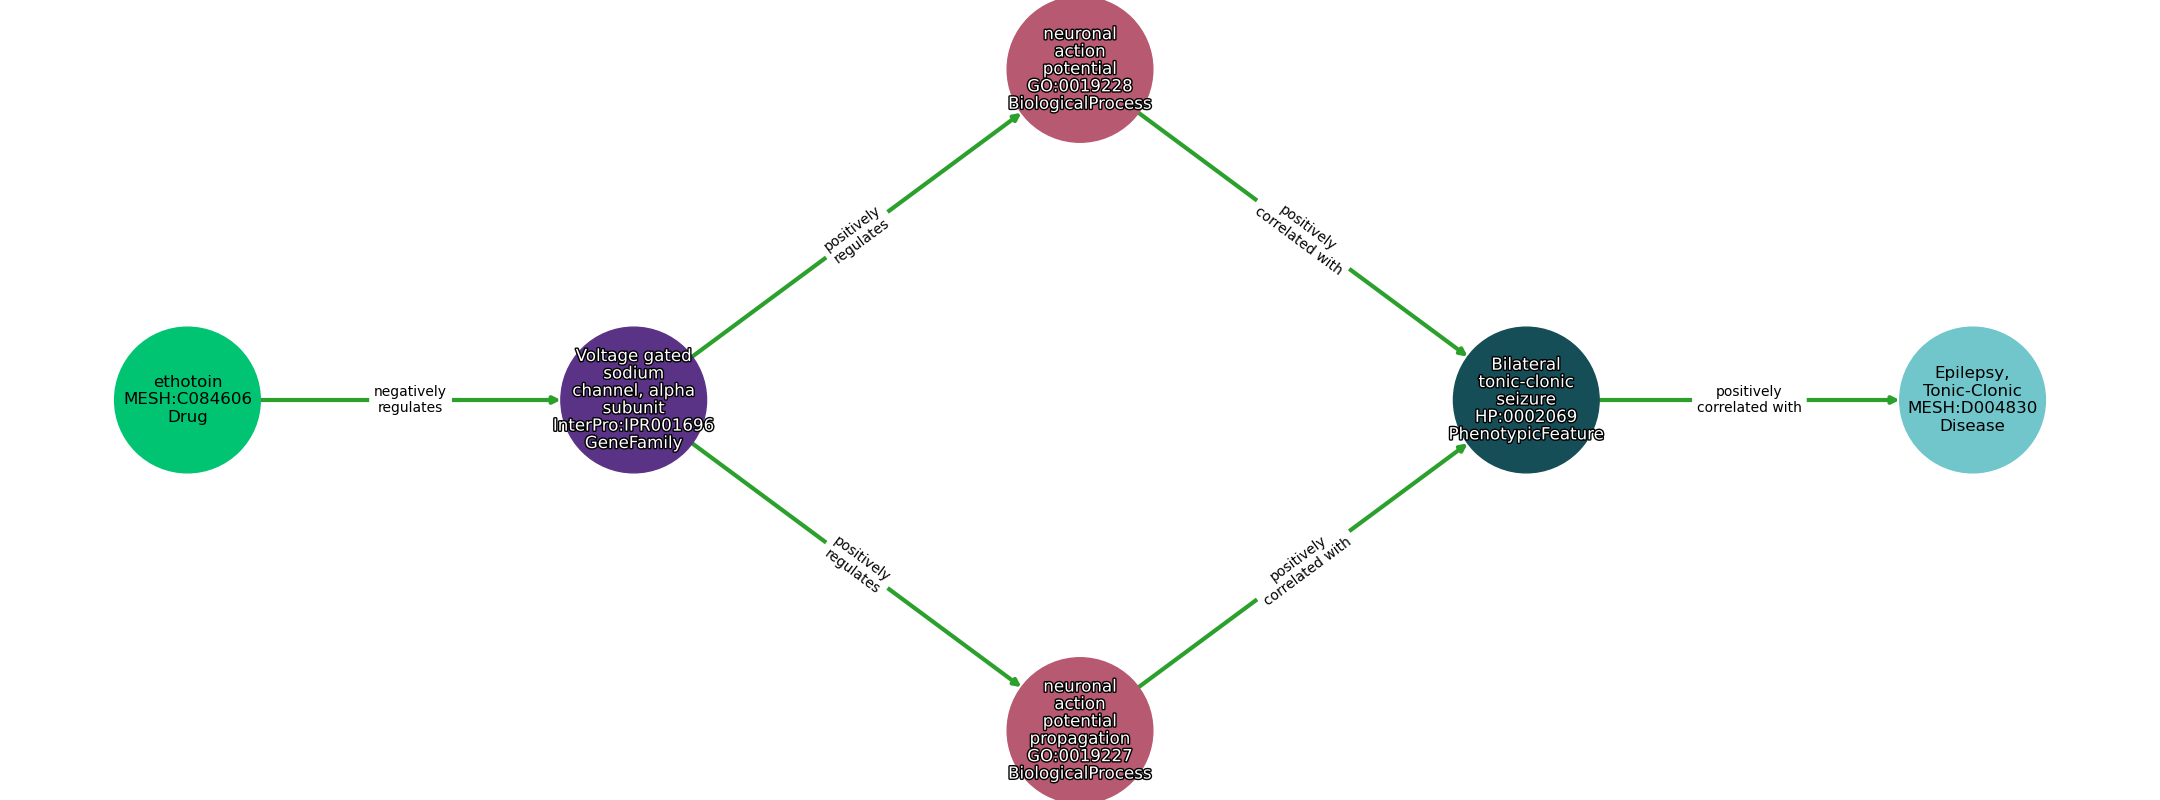 neuronal
action
potential
GO:0019228
BiologicalProcess
positively
regulates
positively
correlated with
ethotoin
MESH:C084606
Drug
negatively
regulates
Voltage gated
sodium
channel, alpha
subunit
InterPro:IPR001696
GeneFamily
Bilateral
tonic-clonic
seizure
HP:0002069
PhenotypicFeature
positively
correlated with
Epilepsy,
Tonic-Clonic
MESH:D004830
Disease
positively
regulates
positively
correlated with
neuronal
action
potential
propagation
GO:0019227
BiologicalProcess